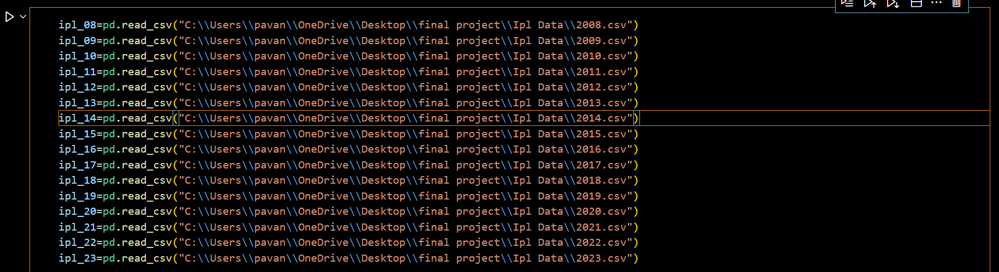 ipl_08=pd.read_csv("C:\\Users\\pavan\\OneDrive\\Desktop\\final project\\Ipl Data\\2008.csv")
ipl_09=pd.read_csv("C:\\Users\\pavan\\OneDrive\\Desktop\\final project\\Ipl Data\\2009.csv")
ipl_10=pd.read_csv("C:\\Users\\pavan\\OneDrive\\Desktop\\final project\\Ipl Data\\2010.csv")
ipl_11=pd.read_csv("C:\\Users\\pavan\\OneDrive\\Desktop\\final project\\Ipl Data\\2011.csv")
ipl_12=pd.read_csv("C:\\Users\\pavan\\OneDrive\\Desktop\\final project\\Ipl Data\\2012.csv")
ipl_13=pd.read_csv("C:\\Users\\pavan\\OneDrive\\Desktop\\final project\\Ipl Data\\2013.csv")
ipl_14=pd.read_csv("C:\\Users\\pavan\\OneDrive\\Desktop\\final project\\Ipl Data\\2014.csv")
ipl_15=pd.read_csv("C:\\Users\\pavan\\OneDrive\\Desktop\\final project\\Ipl Data\\2015.csv")
ipl_16=pd.read_csv("C:\\Users\\pavan\\OneDrive\\Desktop\\final project\\Ipl Data\\2016.csv")
ipl_17=pd.read_csv("C:\\Users\\pavan\\OneDrive\\Desktop\\final project\\Ipl Data\\2017.csv")
ipl_18=pd.read_csv("C:\\Users\\pavan\\OneDrive\\Desktop\\final project\\Ipl Data\\2018.csv")
ipl_19=pd.read_csv("C:\\Users\\pavan\\OneDrive\\Desktop\\final project\\Ipl Data\\2019.csv")
ipl_20=pd.read_csv("C:\\Users\\pavan\\OneDrive\\Desktop\\final project\\Ipl Data\\2020.csv")
ipl_21=pd.read_csv("C:\\Users\\pavan\\OneDrive\\Desktop\\final project\\Ipl Data\\2021.csv")
ipl_22=pd.read_csv("C:\\Users\\pavan\\OneDrive\\Desktop\\final project\\Ipl Data\\2022.csv")
ipl_23=pd.read_csv("C:\\Users\\pavan\\OneDrive\\Desktop\\final project\\Ipl Data\\2023.csv")